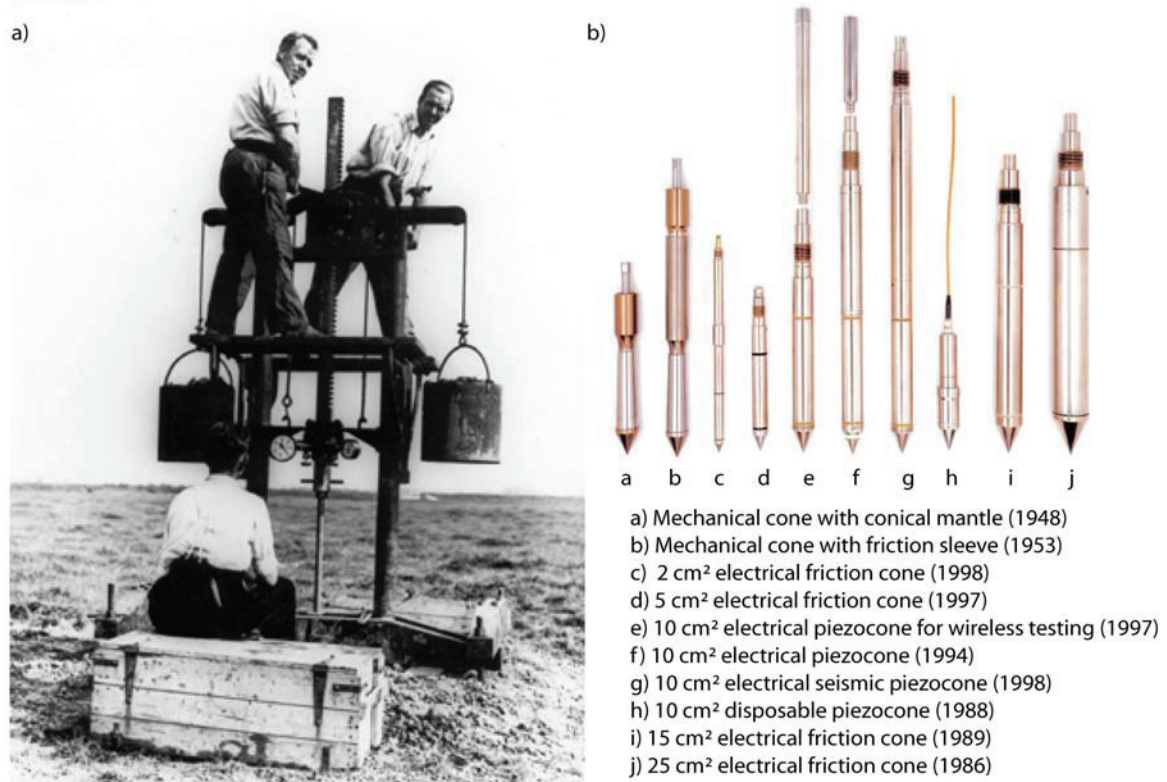 a)
b)
a b c d e f g h i j
a) Mechanical cone with conical mantle (1948)
b) Mechanical cone with friction sleeve (1953)
c) 2 cm² electrical friction cone (1998)
d) 5 cm² electrical friction cone (1997)
e) 10 cm² electrical piezocone for wireless testing (1997)
f) 10 cm² electrical piezocone (1994)
g) 10 cm² electrical seismic piezocone (1998)
h) 10 cm² disposable piezocone (1988)
i) 15 cm² electrical friction cone (1989)
j) 25 cm² electrical friction cone (1986)